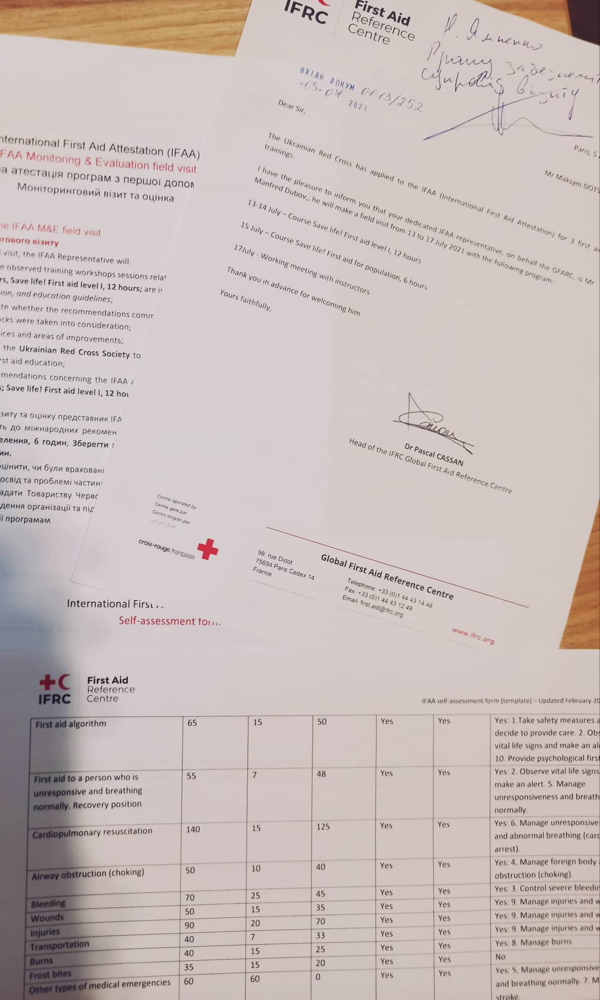 IFRC
First Aid
Reference
Centre
Н. Яменко
Прошу
супровід візиту
ВХІДН. ДОКУМ. 01-13/252
"05" 07 2021
Dear Sir,
Paris, 5
Mr Maksym DOTS
The Ukrainian Red Cross has applied to the IFAA (International First Aid Attestation) for 3 first aid
trainings.
I have the pleasure to inform you that your dedicated IFAA representative, on behalf the GFARC, is Mr
Manfred Dubov,, he will make a field visit from 13 to 17 July 2021 with the following program:
13-14 July – Course Save life! First aid level I, 12 hours
15 July – Course Save life! First aid for population, 6 hours
17July - Working meeting with instructors
Thank you in advance for welcoming him.
Yours faithfully,
Dr Pascal CASSAN
Head of the IFRC Global First Aid Reference Centre
Centre operated by
Centre géré par
Centro dirigido por
croix-rouge française
98, rue Didot
75694 Paris Cedex 14
France
Global First Aid Reference Centre
Telephone: +33 (0)1 44 43 14 46
Fax: +33 (0)1 44 43 12 49
Email: first.aid@ifrc.org
www.ifrc.org
nternational First Aid Attestation (IFAA)
FAA Monitoring & Evaluation field visit
на атестація програм з першої допом
Моніторинговий візит та оцінка
he IFAA M&E field visit
гового візиту
l visit, the IFAA Representative will:
e observed training workshops sessions relat
rs, Save life! First aid level I, 12 hours; are ir
ion, and education guidelines;
te whether the recommendations comm
acks were taken into consideration;
ices and areas of improvements;
the Ukrainian Red Cross Society to
rst aid education;
mendations concerning the IFAA a
s; Save life! First aid level I, 12 hou
зиту та оцінку представник IFA
ть до міжнародних рекомен
елення, 6 годин; Зберегти
ин.
оцінити, чи були враховані
освід та проблемі частин
адати Товариству Черво
дення організації та під
ії програмам
International First
Self-assessment for
IFRC
First Aid
Reference
Centre
IFAA self-assessment form [template] – Updated February 20
First aid algorithm 65 15 50 Yes Yes Yes: 1.Take safety measures a
decide to provide care. 2. Obs
vital life signs and make an ale
10. Provide psychological first
First aid to a person who is 55 7 48 Yes Yes Yes: 2. Observe vital life signs
unresponsive and breathing make an alert. 5. Manage
normally. Recovery position unresponsiveness and breath
normally.
Cardiopulmonary resuscitation 140 15 125 Yes Yes Yes: 6. Manage unresponsive
and abnormal breathing (card
arrest).
Airway obstruction (choking) 50 10 40 Yes Yes Yes: 4. Manage foreign body
obstruction (choking).
Bleeding 70 25 45 Yes Yes Yes: 3. Control severe bleedin
Wounds 50 15 35 Yes Yes Yes: 9. Manage injuries and w
Injuries 90 20 70 Yes Yes Yes: 9. Manage injuries and w
Transportation 40 7 33 Yes Yes Yes: 9. Manage injuries and w
Burns 40 15 25 Yes Yes Yes: 8. Manage burns
Frost bites 35 15 20 Yes Yes No
Other types of medical emergencies 60 60 0 Yes Yes Yes: 5. Manage unresponsive
and breathing normally. 7. M
stroke.